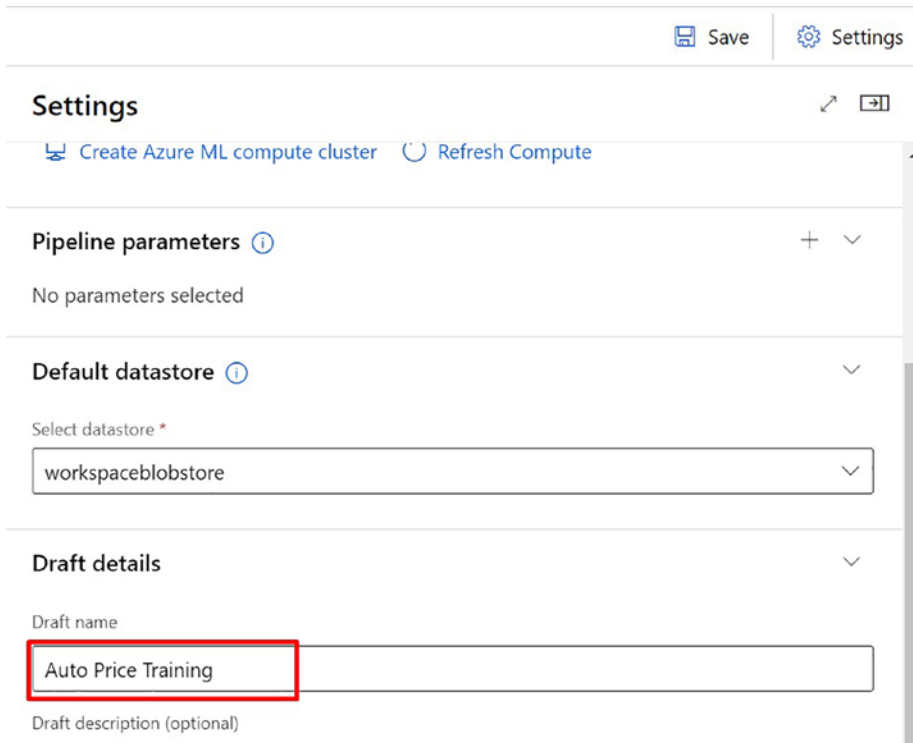 Save
Settings
Settings
Create Azure ML compute cluster
Refresh Compute
Pipeline parameters
No parameters selected
Default datastore
Select datastore *
workspaceblobstore
Draft details
Draft name
Auto Price Training
Draft description (optional)